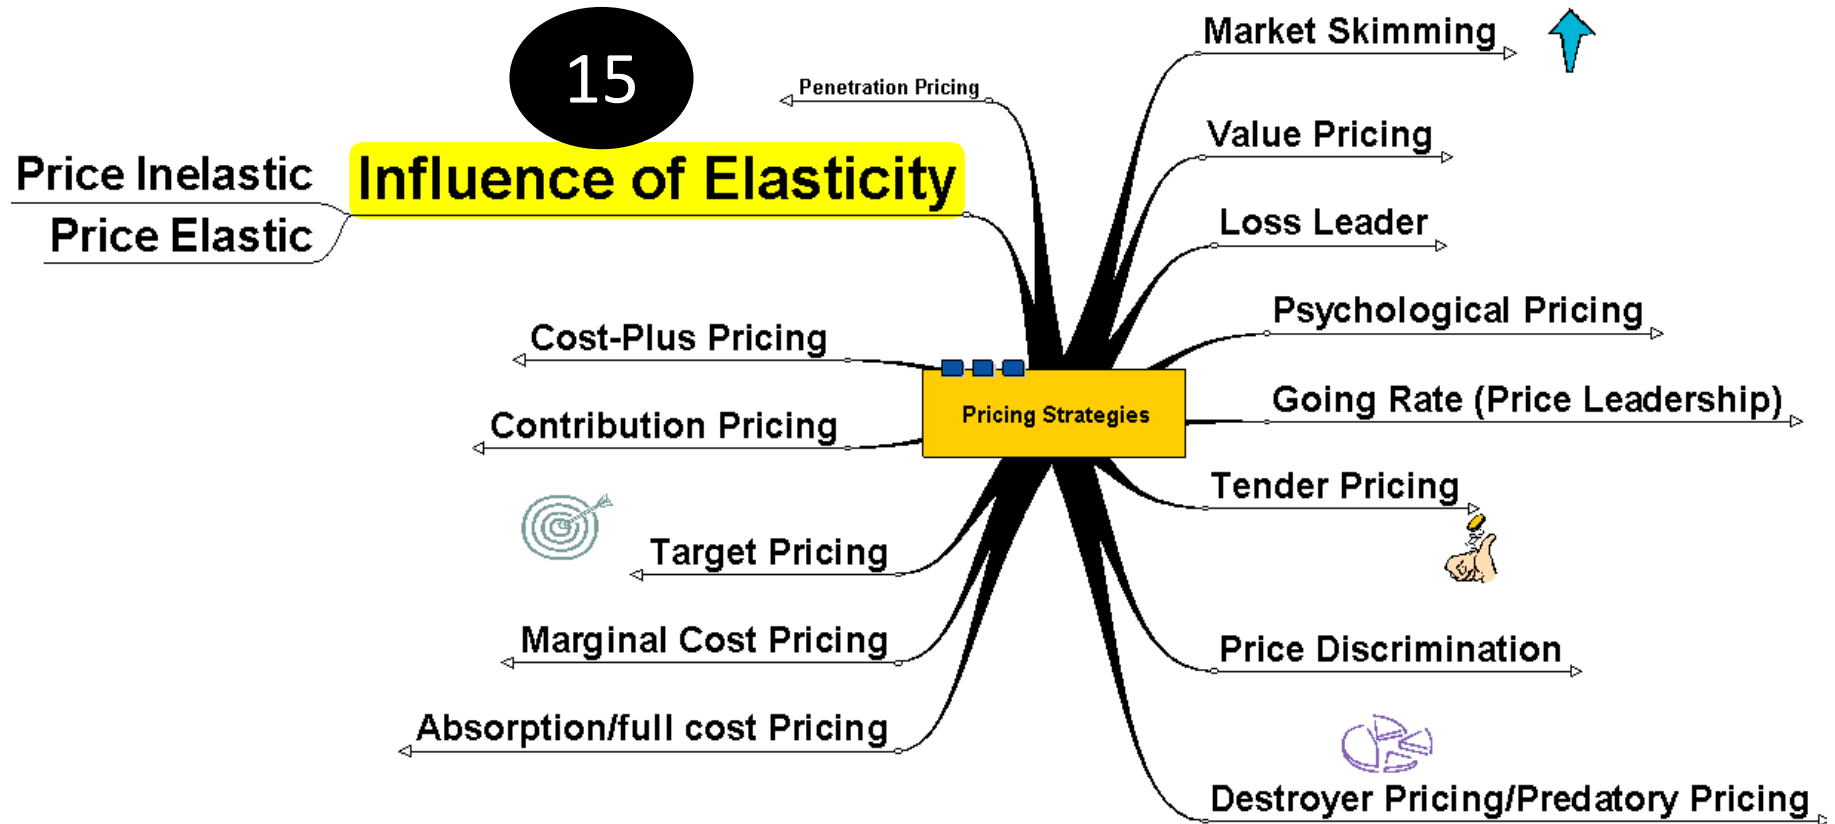 15
Penetration Pricing
Influence of Elasticity
Price Inelastic
Price Elastic
Cost-Plus Pricing
Contribution Pricing
Target Pricing
Marginal Cost Pricing
Absorption/full cost Pricing
Pricing Strategies
Market Skimming
Value Pricing
Loss Leader
Psychological Pricing
Going Rate (Price Leadership)
Tender Pricing
Price Discrimination
Destroyer Pricing/Predatory Pricing